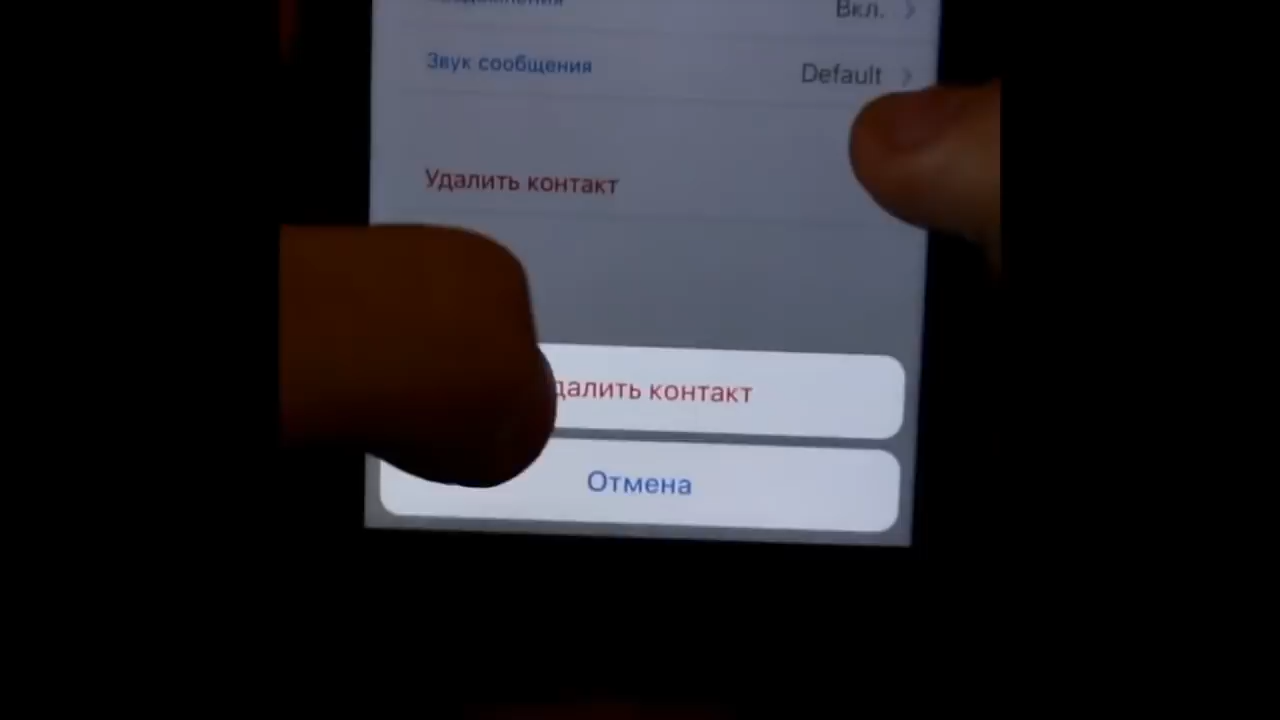 Вкл.
Звук сообщения Default
Удалить контакт
далить контакт
Отмена